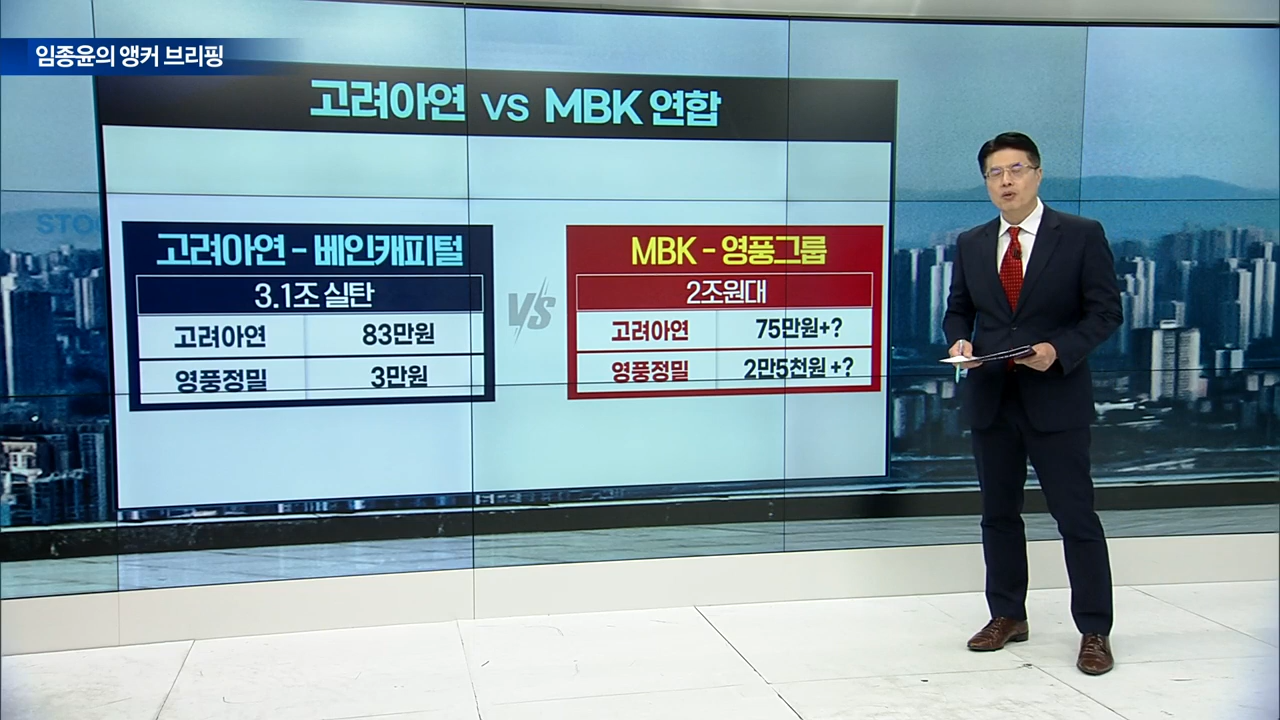 임종윤의 앵커 브리핑
고려아연 vs MBK 연합
STO
고려아연 - 베인캐피털
3.1조 실탄
고려아연 83만원
영풍정밀 3만원
VS
MBK - 영풍그룹
2조원대
고려아연 75만원+?
영풍정밀 2만5천원 +?